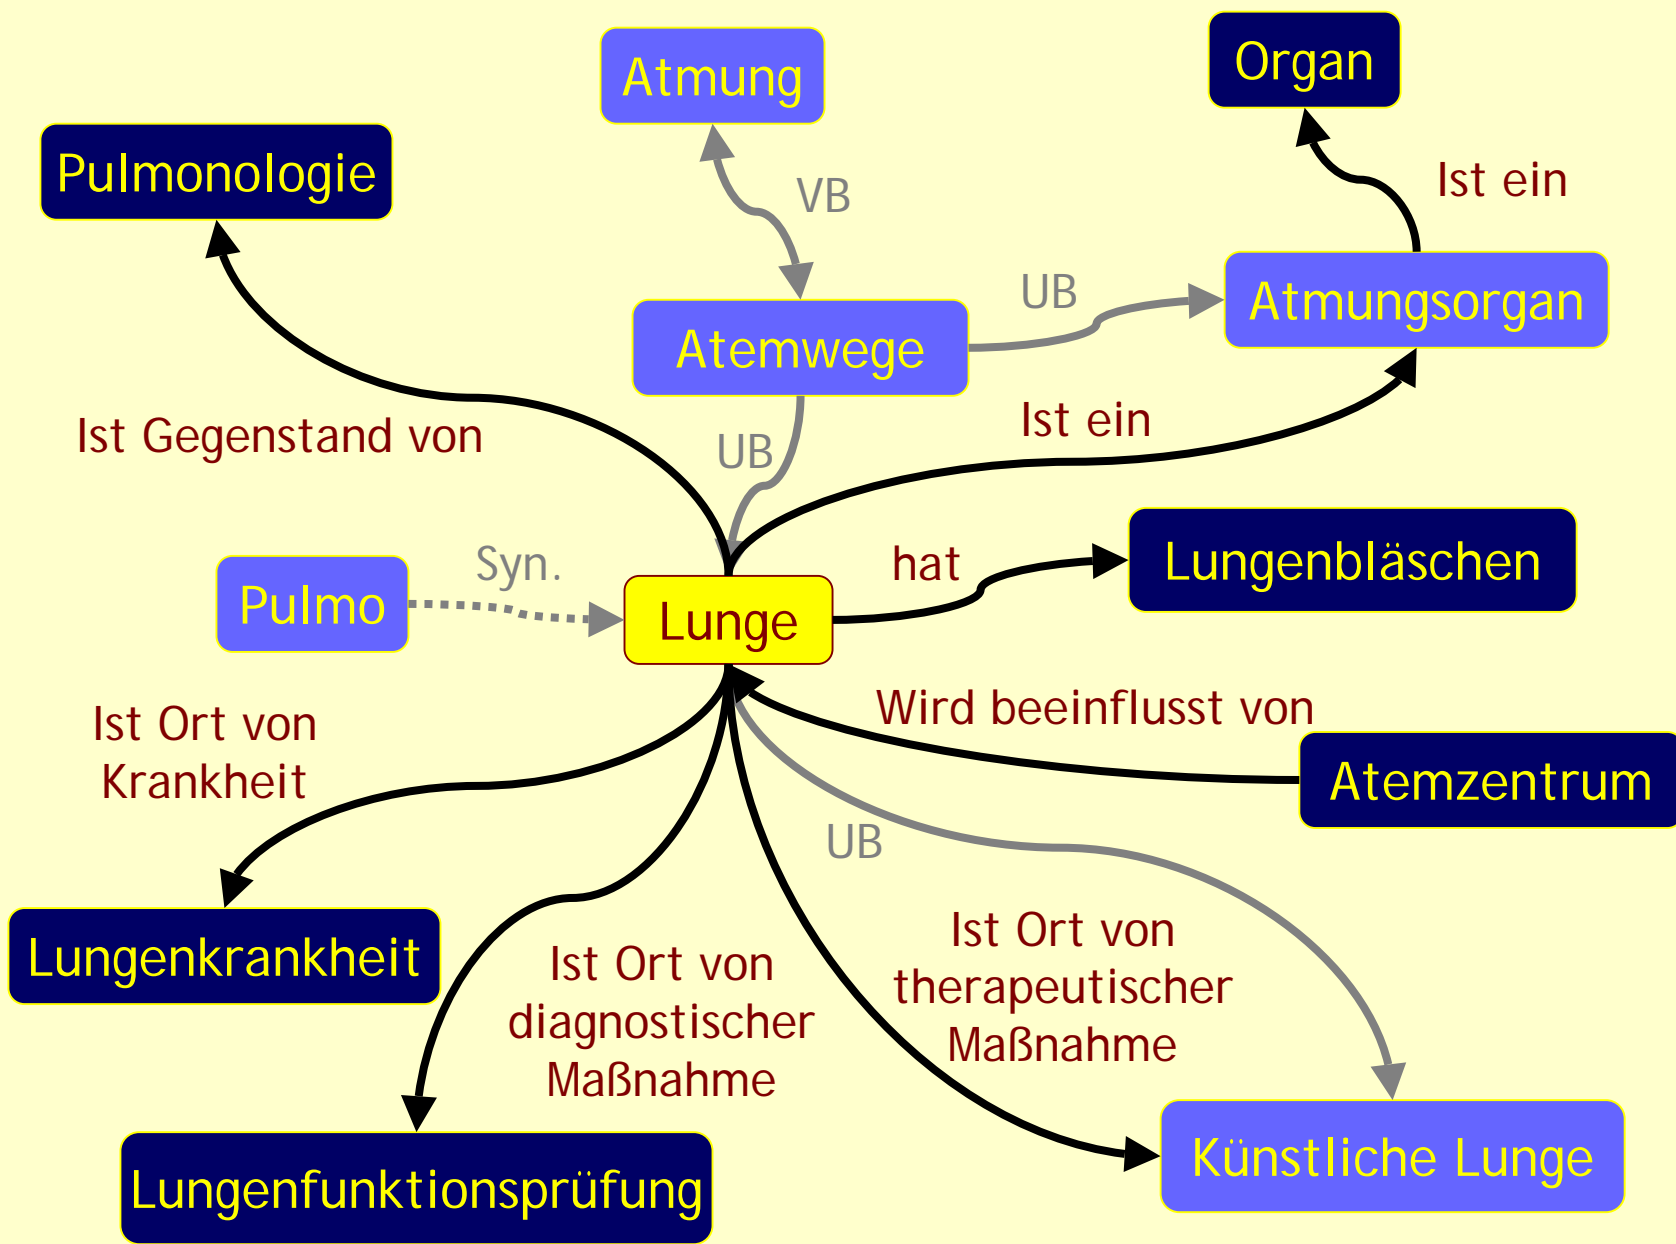 Organ
Atmung
Pulmonologie
Ist ein
VB
UB
Atmungsorgan
Atemwege
Ist ein
Ist Gegenstand von
UB
Syn.
hat
Lungenbläschen
Pulmo
Lunge
Wird beeinflusst von
Ist Ort von
Krankheit
Atemzentrum
UB
Ist Ort von
therapeutischer
Maßnahme
Lungenkrankheit
Ist Ort von
diagnostischer
Maßnahme
Künstliche Lunge
Lungenfunktionsprüfung